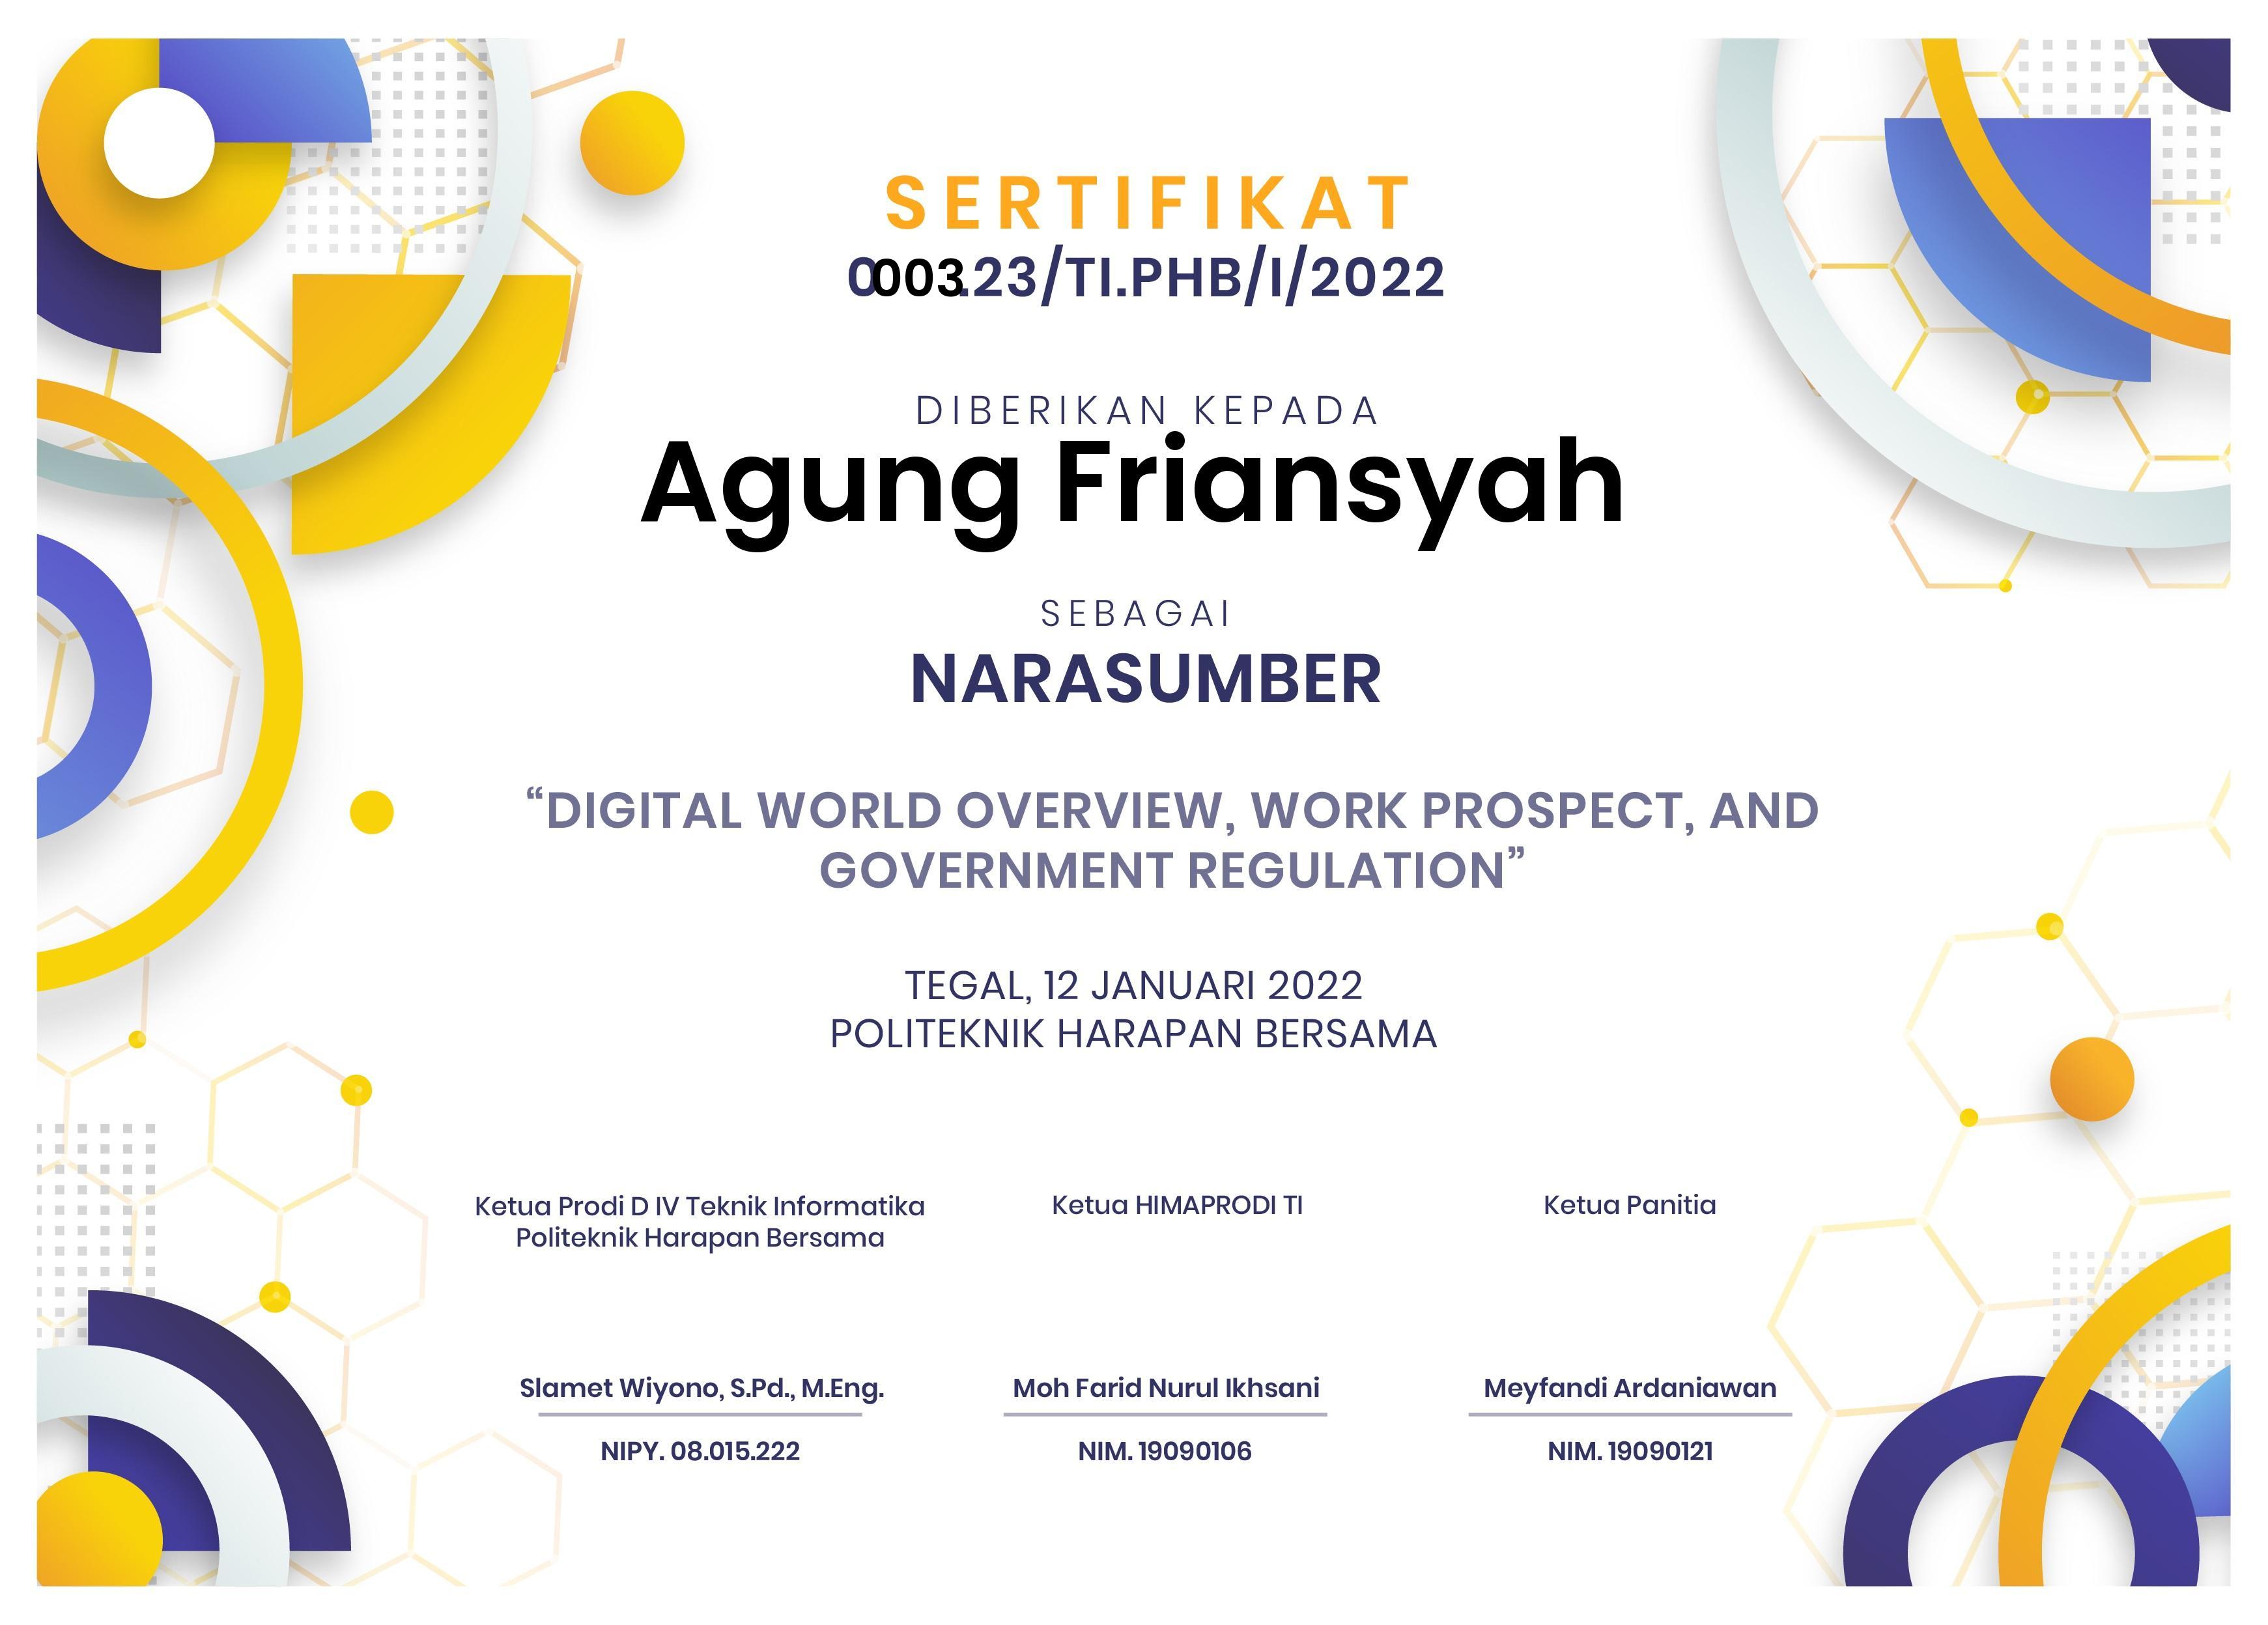 SERTIFIKAT
0003.23/TI.PHB/I/2022
DIBERIKAN KEPADA
Agung Friansyah
SEBAGAI
NARASUMBER
“DIGITAL WORLD OVERVIEW, WORK PROSPECT, AND
GOVERNMENT REGULATION”
TEGAL, 12 JANUARI 2022
POLITEKNIK HARAPAN BERSAMA
Ketua Prodi D IV Teknik Informatika
Politeknik Harapan Bersama
Slamet Wiyono, S.Pd., M.Eng.
NIPY. 08.015.222
Ketua HIMAPRODI TI
Moh Farid Nurul Ikhsani
NIM. 19090106
Ketua Panitia
Meyfandi Ardaniawan
NIM. 19090121